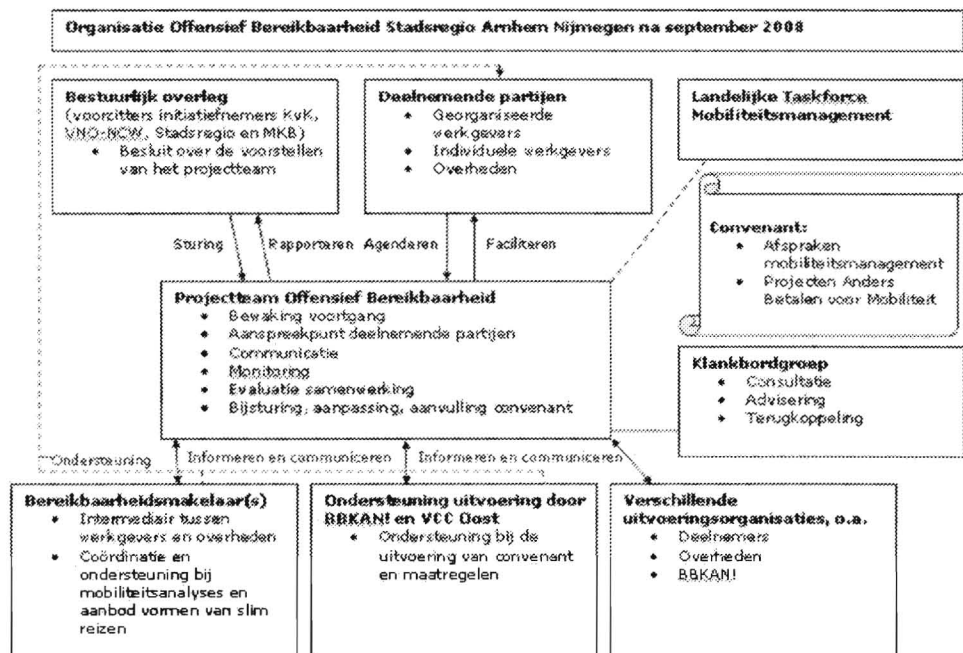 Organisatie Offensief Bereikbaarheid Stadsregio Arnhem Nijmegen na september 2008
Bestuurlijk overleg
(voorzitters initiatiefnemers KvK,
VNO-NCW, Stadsregio en MKB)
• Besluit over de voorstellen
van het projectteam
Deelnemende partijen
• Georganiseerde
werkgevers
• Individuele werkgevers
• Overheden
Landelijke Taskforce
Mobiliteitsmanagement
Convenant:
• Afspraken
mobiliteitsmanagement
• Projecten Anders
Betalen voor Mobiliteit
Sturing
Rapporteren
Agenderen
Faciliteren
Projectteam Offensief Bereikbaarheid
• Bewaking voortgang
• Aanspreekpunt deelnemende partijen
• Communicatie
• Monitoring
• Evaluatie samenwerking
• Bijsturing, aanpassing, aanvulling convenant
Klankbordgroep
• Consultatie
• Advisering
• Terugkoppeling
Ondersteuning
Informeren en communiceren
Informeren en communiceren
Bereikbaarheidsmakelaar(s)
• Intermediair tussen
werkgevers en overheden
• Coördinatie en
ondersteuning bij
mobiliteitsanalyses en
aanbod vormen van slim
reizen
Ondersteuning uitvoering door
BBKAN! en VCC Oost
• Ondersteuning bij de
uitvoering van convenant
en maatregelen
Verschillende
uitvoeringsorganisaties, o.a.
• Deelnemers
• Overheden
• BBKAN!